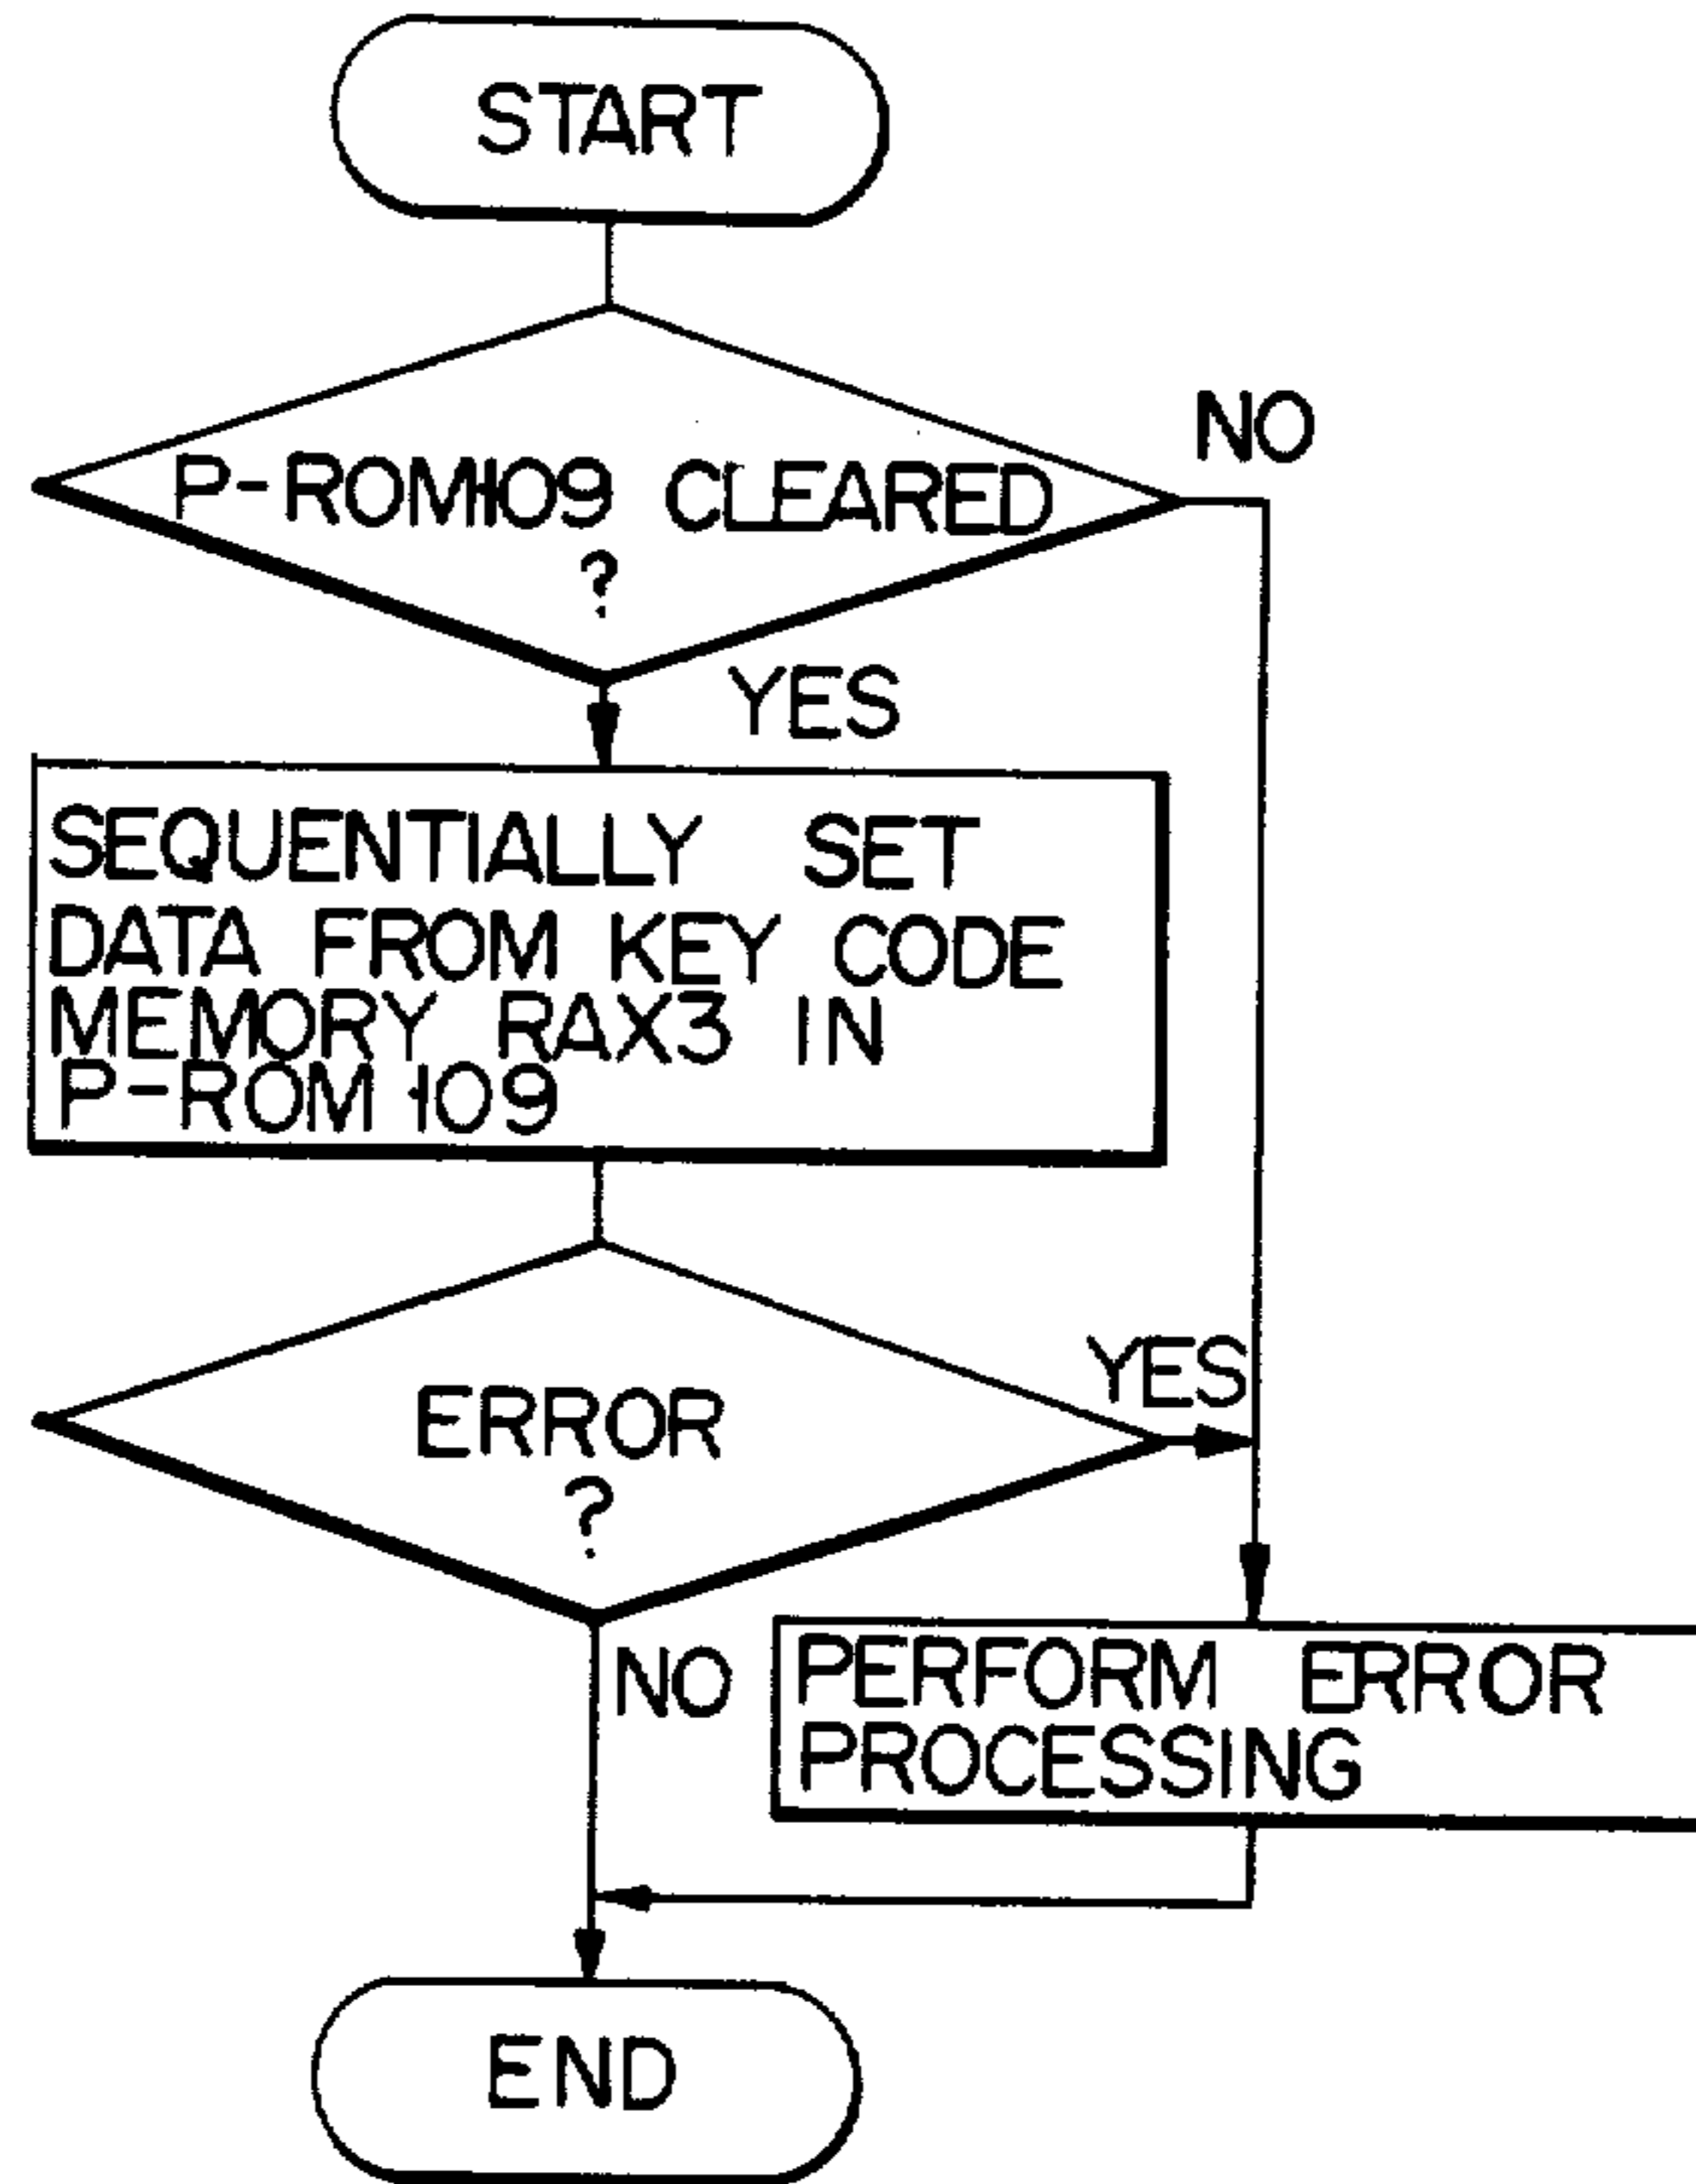 START
NO
P-ROM109 CLEARED
?
YES
SEQUENTIALLY SET
DATA FROM KEY CODE
MEMORY RAX3 IN
P-ROM 109
YES
ERROR
?
NO
PERFORM ERROR
PROCESSING
END